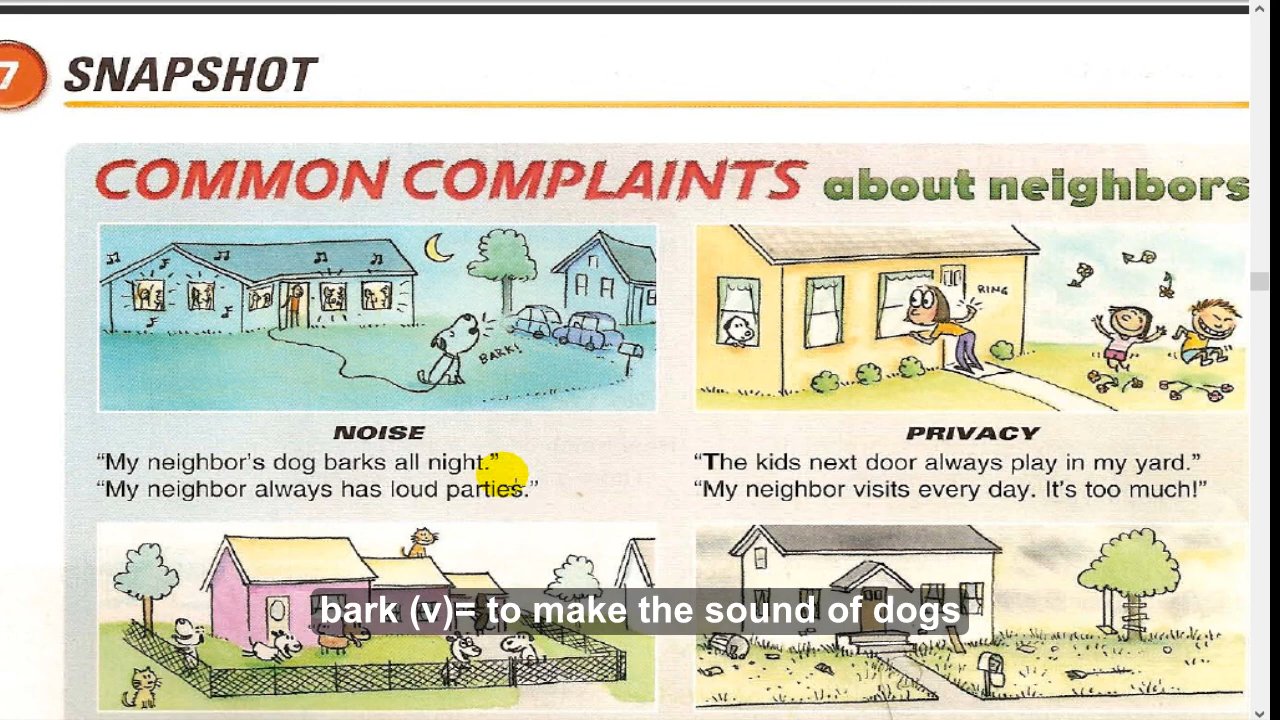 7 SNAPSHOT
COMMON COMPLAINTS about neighbors
BARK!
RING
NOISE
“My neighbor's dog barks all night.”
“My neighbor always has loud parties.”
PRIVACY
“The kids next door always play in my yard.”
“My neighbor visits every day. It's too much!”
bark (v)= to make the sound of dogs